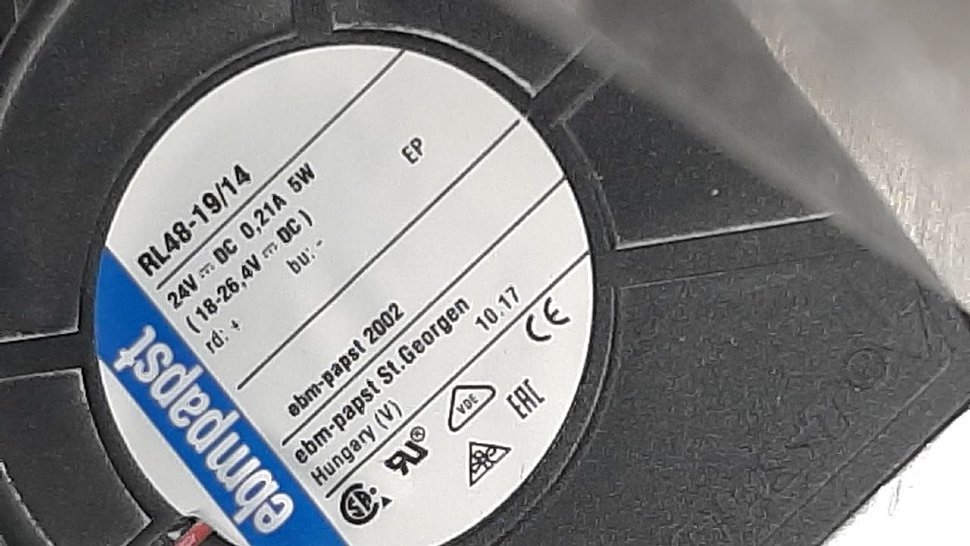 RL48-19/14
24V ⎓ DC 0,21A 5W
( 18-26,4V ⎓ DC )
rd: + bu: -
EP
ebm-papst 2002
ebm-papst St.Georgen
Hungary (V) 10.17
CE
VDE
EAC
ebmpapst